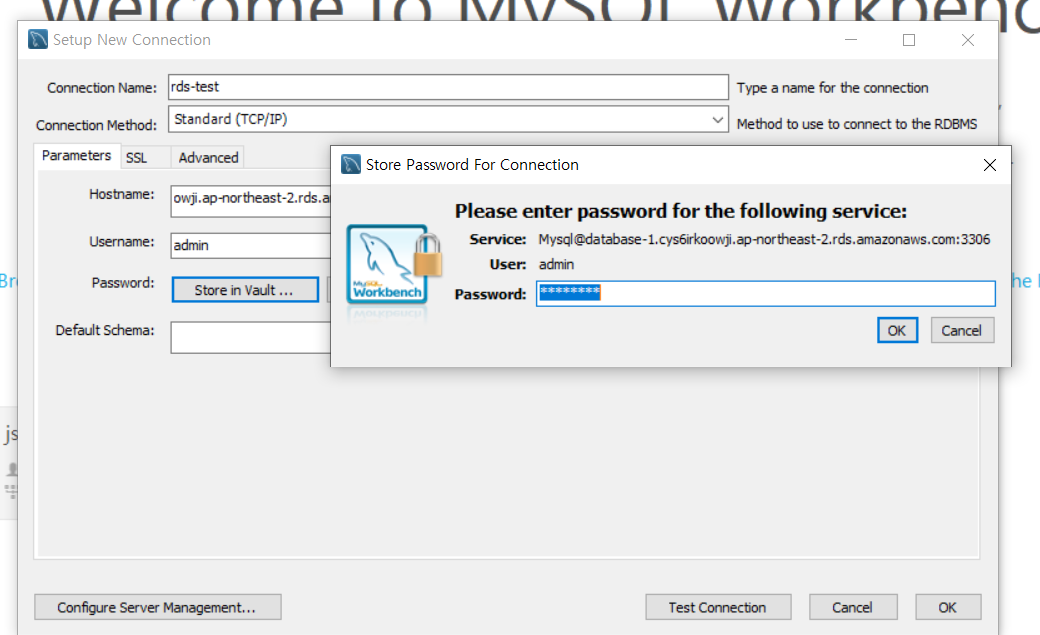 Welcome to MySQL Workbenc
Setup New Connection
Connection Name: rds-test Type a name for the connection
Connection Method: Standard (TCP/IP) Method to use to connect to the RDBMS
Parameters SSL Advanced
Store Password For Connection
Hostname: owji.ap-northeast-2.rds.a
Please enter password for the following service:
Username: admin
Service: Mysql@database-1.cys6irkoowji.ap-northeast-2.rds.amazonaws.com:3306
User: admin
Password: Store in Vault ...
MySQL
Workbench
Password: ********
Default Schema:
OK Cancel
Br
he
js
Configure Server Management... Test Connection Cancel OK